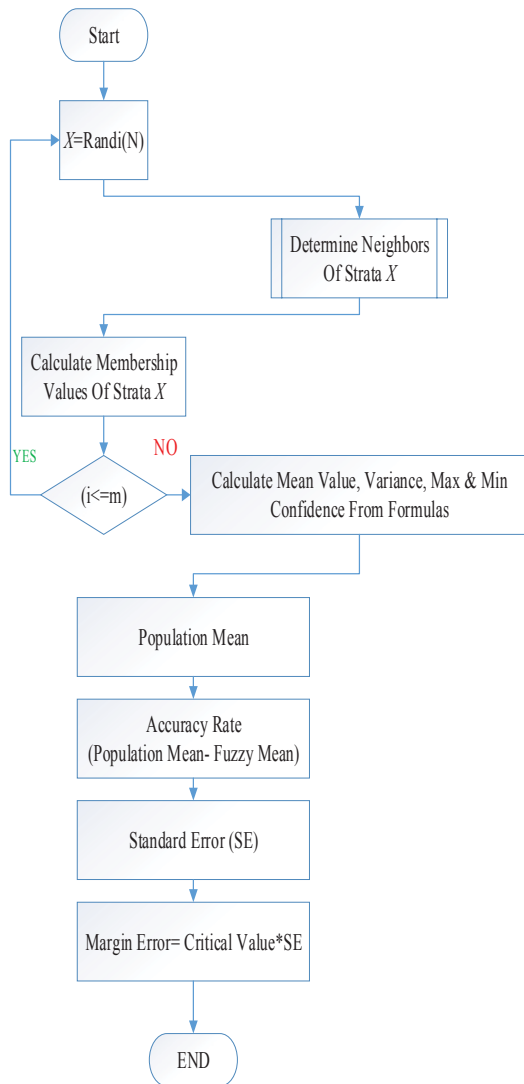 Start
X=Randi(N)
Determine Neighbors
Of Strata X
Calculate Membership
Values Of Strata X
YES
NO
(i<=m)
Calculate Mean Value, Variance, Max & Min
Confidence From Formulas
Population Mean
Accuracy Rate
(Population Mean- Fuzzy Mean)
Standard Error (SE)
Margin Error= Critical Value*SE
END